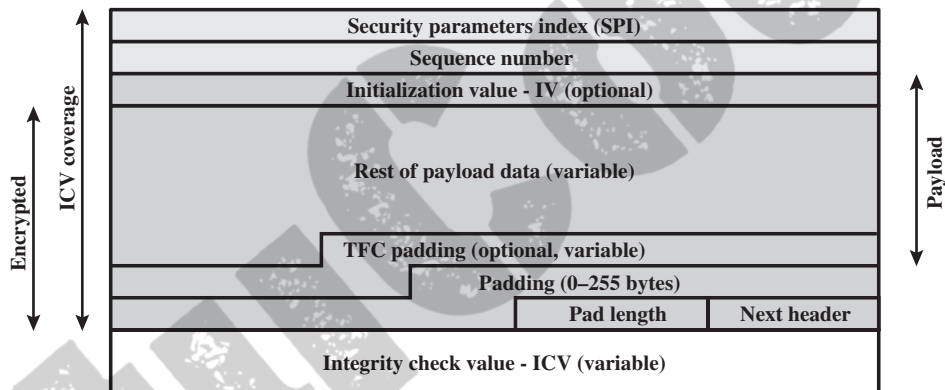 Security parameters index (SPI)
Sequence number
Initialization value - IV (optional)
Rest of payload data (variable)
TFC padding (optional, variable)
Padding (0–255 bytes)
Pad length
Next header
Integrity check value - ICV (variable)
Encrypted
ICV coverage
Payload